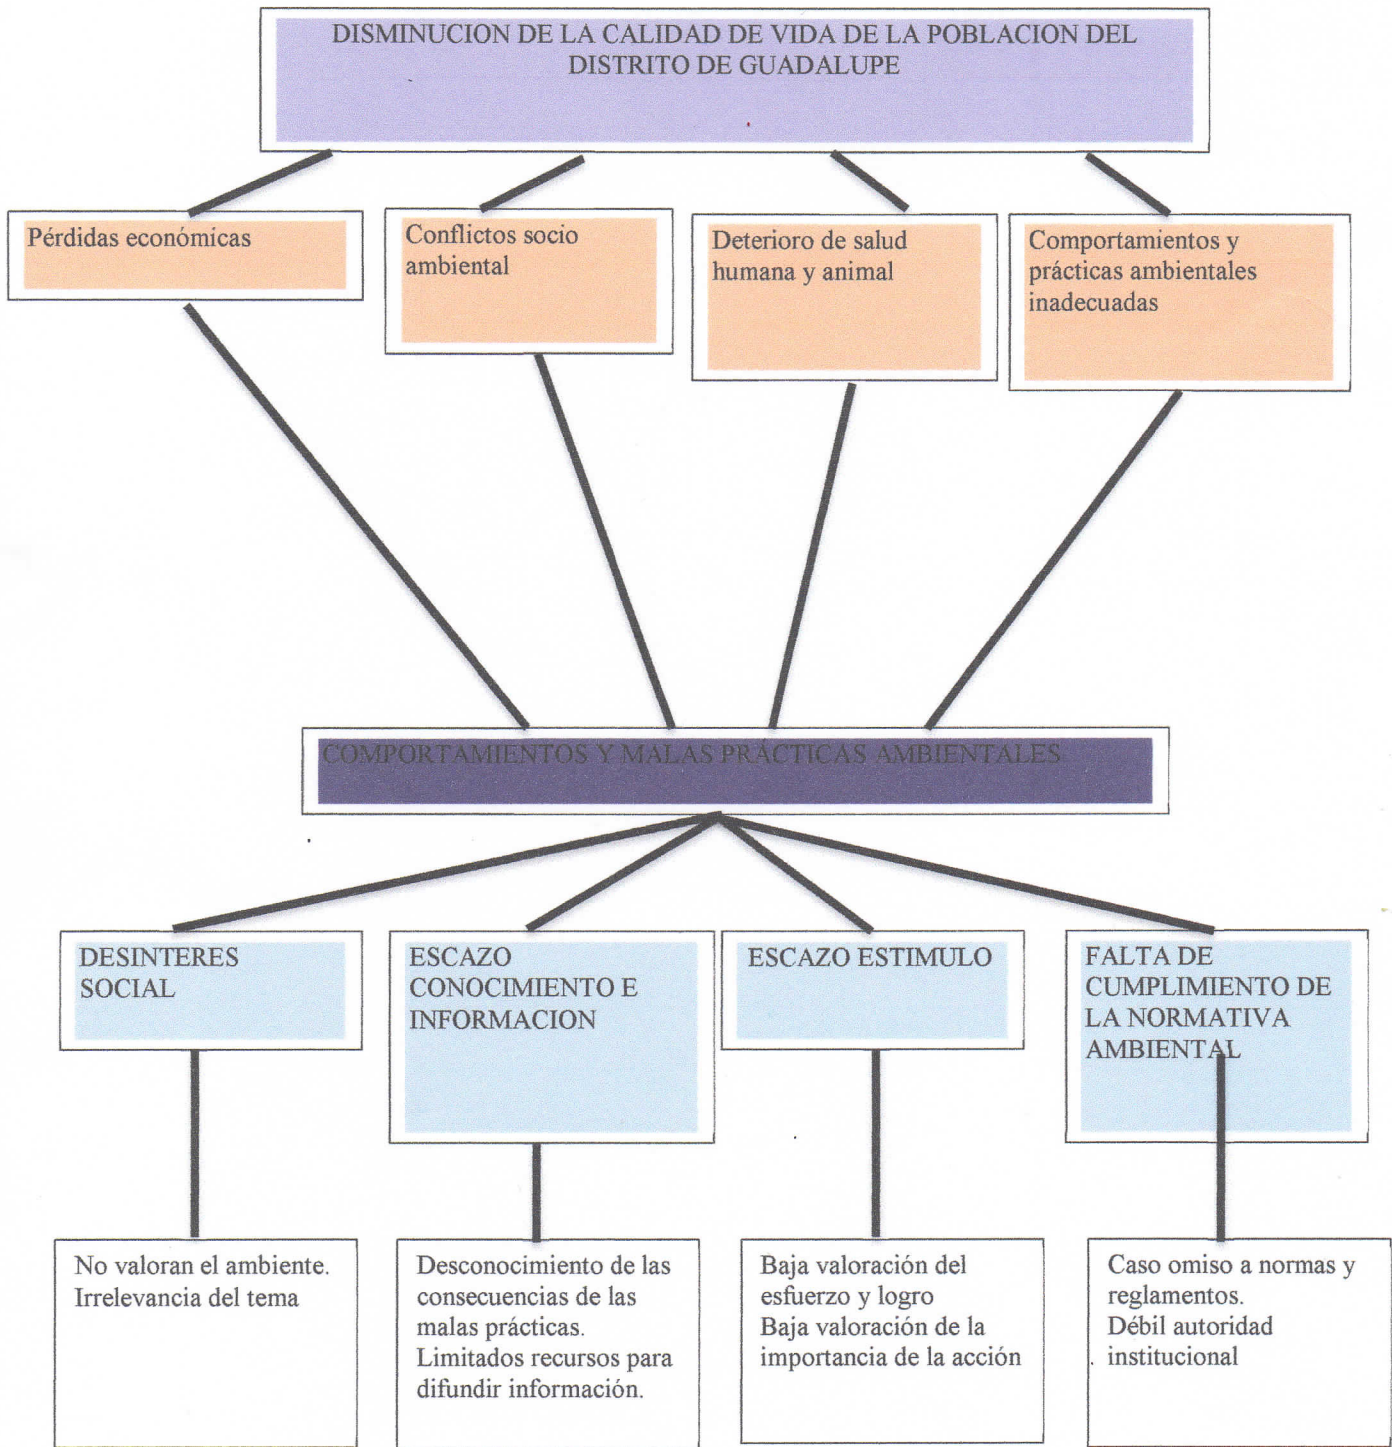 DISMINUCION DE LA CALIDAD DE VIDA DE LA POBLACION DEL
DISTRITO DE GUADALUPE
Pérdidas económicas
Conflictos socio
ambiental
Deterioro de salud
humana y animal
Comportamientos y
prácticas ambientales
inadecuadas
COMPORTAMIENTOS Y MALAS PRÁCTICAS AMBIENTALES
DESINTERES
SOCIAL
ESCAZO
CONOCIMIENTO E
INFORMACION
ESCAZO ESTIMULO
FALTA DE
CUMPLIMIENTO DE
LA NORMATIVA
AMBIENTAL
No valoran el ambiente.
Irrelevancia del tema
Desconocimiento de las
consecuencias de las
malas prácticas.
Limitados recursos para
difundir información.
Baja valoración del
esfuerzo y logro
Baja valoración de la
importancia de la acción
Caso omiso a normas y
reglamentos.
Débil autoridad
institucional